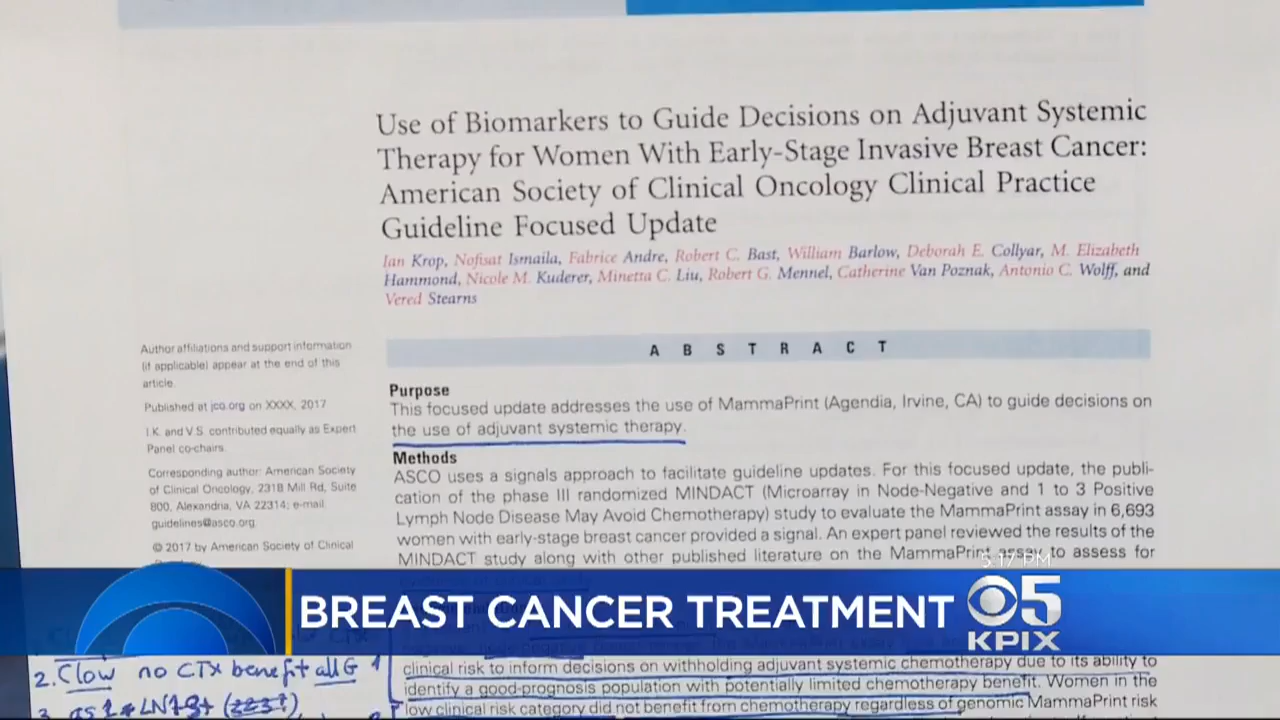 Use of Biomarkers to Guide Decisions on Adjuvant Systemic
Therapy for Women With Early-Stage Invasive Breast Cancer:
American Society of Clinical Oncology Clinical Practice
Guideline Focused Update
Ian Krop, Nofisat Ismaila, Fabrice Andre, Robert C. Bast, William Barlow, Deborah E. Collyar, M. Elizabeth
Hammond, Nicole M. Kuderer, Minetta C. Liu, Robert G. Mennel, Catherine Van Poznak, Antonio C. Wolff, and
Vered Stearns
Author affiliations and support information
(if applicable) appear at the end of this
article.
Published at jco.org on XXXX, 2017
I.K. and V.S. contributed equally as Expert
Panel co-chairs.
Corresponding author: American Society
of Clinical Oncology, 2318 Mill Rd, Suite
800, Alexandria, VA 22314; e-mail:
guidelines@asco.org.
© 2017 by American Society of Clinical
ABSTRACT
Purpose
This focused update addresses the use of MammaPrint (Agendia, Irvine, CA) to guide decisions on
the use of adjuvant systemic therapy.
Methods
ASCO uses a signals approach to facilitate guideline updates. For this focused update, the publi-
cation of the phase III randomized MINDACT (Microarray in Node-Negative and 1 to 3 Positive
Lymph Node Disease May Avoid Chemotherapy) study to evaluate the MammaPrint assay in 6,693
women with early-stage breast cancer provided a signal. An expert panel reviewed the results of the
MINDACT study along with other published literature on the MammaPrint assay to assess for
5:17 PM
BREAST CANCER TREATMENT
5
KPIX
2. Clow no CTX benefit all G
clinical risk to inform decisions on withholding adjuvant systemic chemotherapy due to its ability to
identify a good-prognosis population with potentially limited chemotherapy benefit. Women in the
low clinical risk category did not benefit from chemotherapy regardless of genomic MammaPrint risk